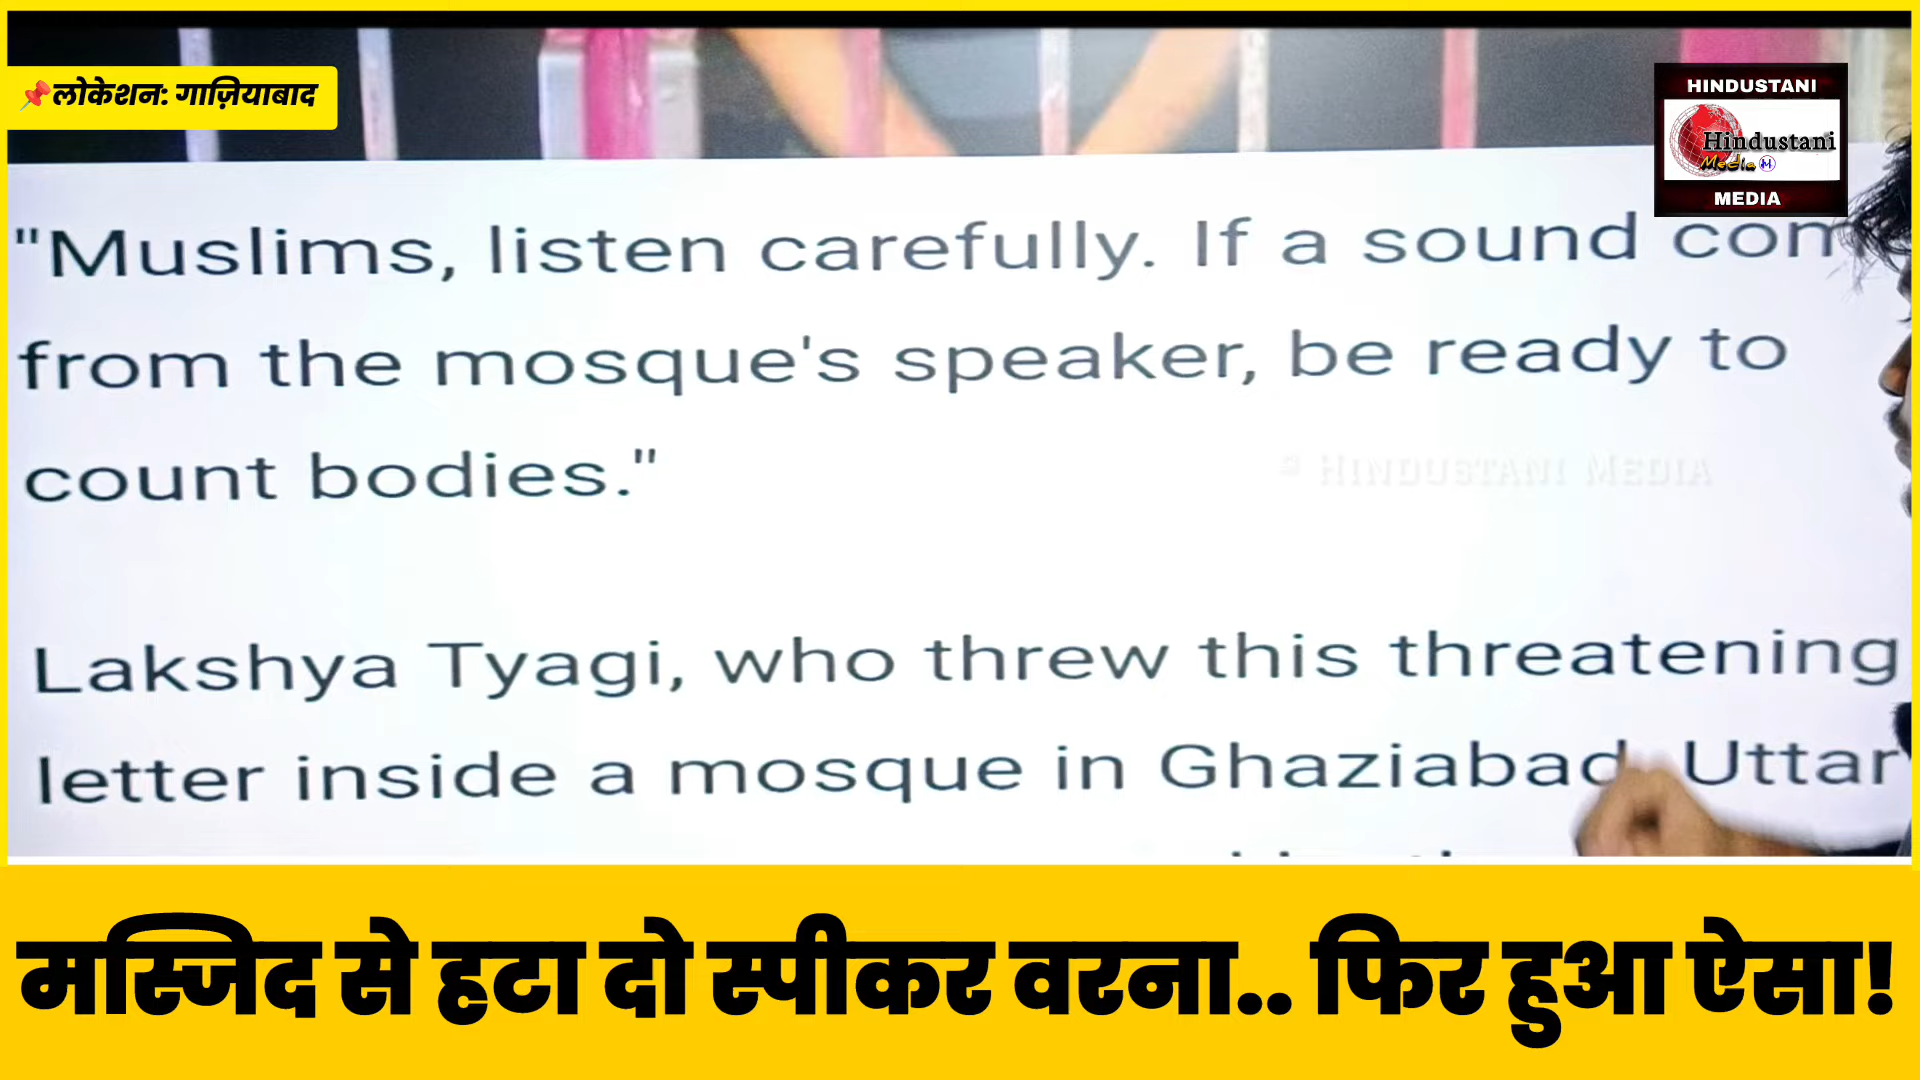 📌लोकेशन: गाज़ियाबाद
HINDUSTANI
Hindustani
Media M
MEDIA
"Muslims, listen carefully. If a sound
from the mosque's speaker, be ready to
count bodies."
© HINDUSTANI MEDIA
Lakshya Tyagi, who threw this threatening
letter inside a mosque in Ghaziabad, Uttar
मस्जिद से हटा दो स्पीकर वरना.. फिर हुआ ऐसा!